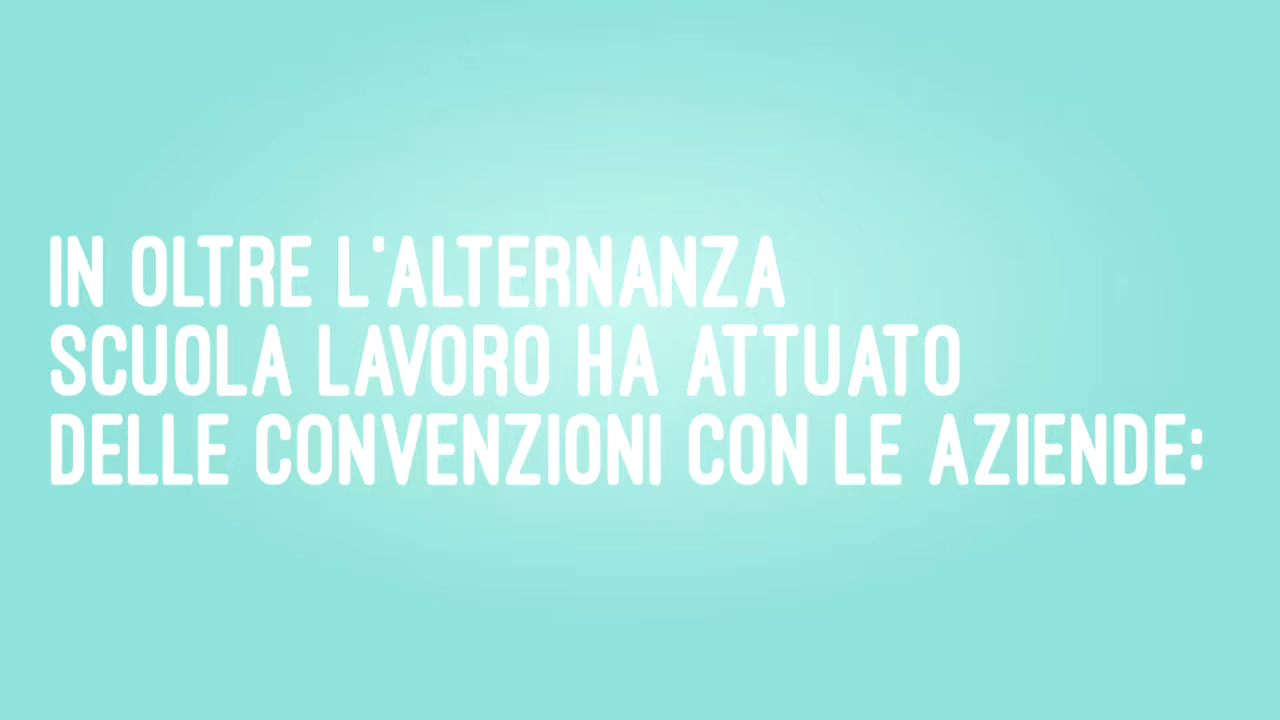 IN OLTRE L'ALTERNANZA
SCUOLA LAVORO HA ATTUATO
DELLE CONVENZIONI CON LE AZIENDE: